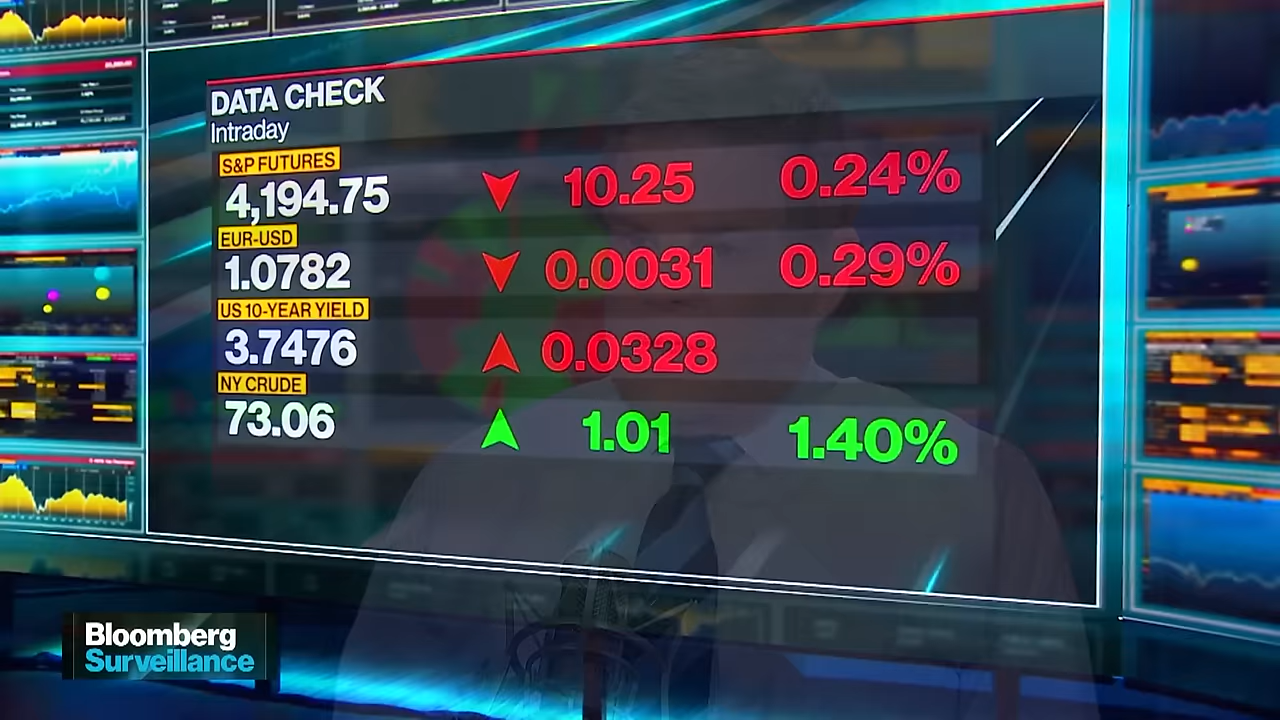 DATA CHECK
Intraday
S&P FUTURES
4,194.75 10.25 0.24%
EUR-USD
1.0782 0.0031 0.29%
US 10-YEAR YIELD
3.7476 0.0328
NY CRUDE
73.06 1.01 1.40%
Bloomberg
Surveillance